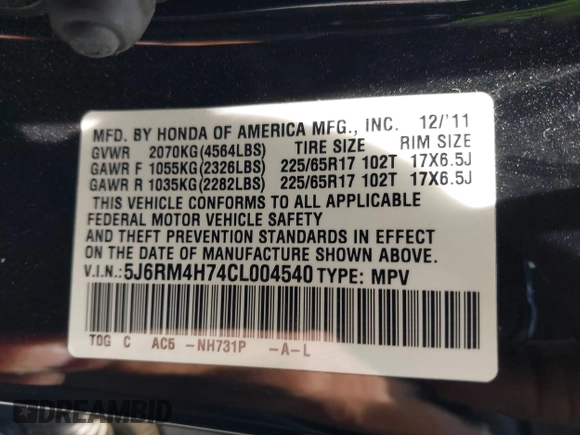 MFD. BY HONDA OF AMERICA MFG., INC. 12/'11
GVWR 2070KG(4564LBS) TIRE SIZE RIM SIZE
GAWR F 1055KG(2326LBS) 225/65R17 102T 17X6.5J
GAWR R 1035KG(2282LBS) 225/65R17 102T 17X6.5J
THIS VEHICLE CONFORMS TO ALL APPLICABLE
FEDERAL MOTOR VEHICLE SAFETY
AND THEFT PREVENTION STANDARDS IN EFFECT
ON THE DATE OF MANUFACTURE SHOWN ABOVE.
V.I.N.:5J6RM4H74CL004540 TYPE: MPV
TOG C AC5 -NH731P -A-L
DREAMBID